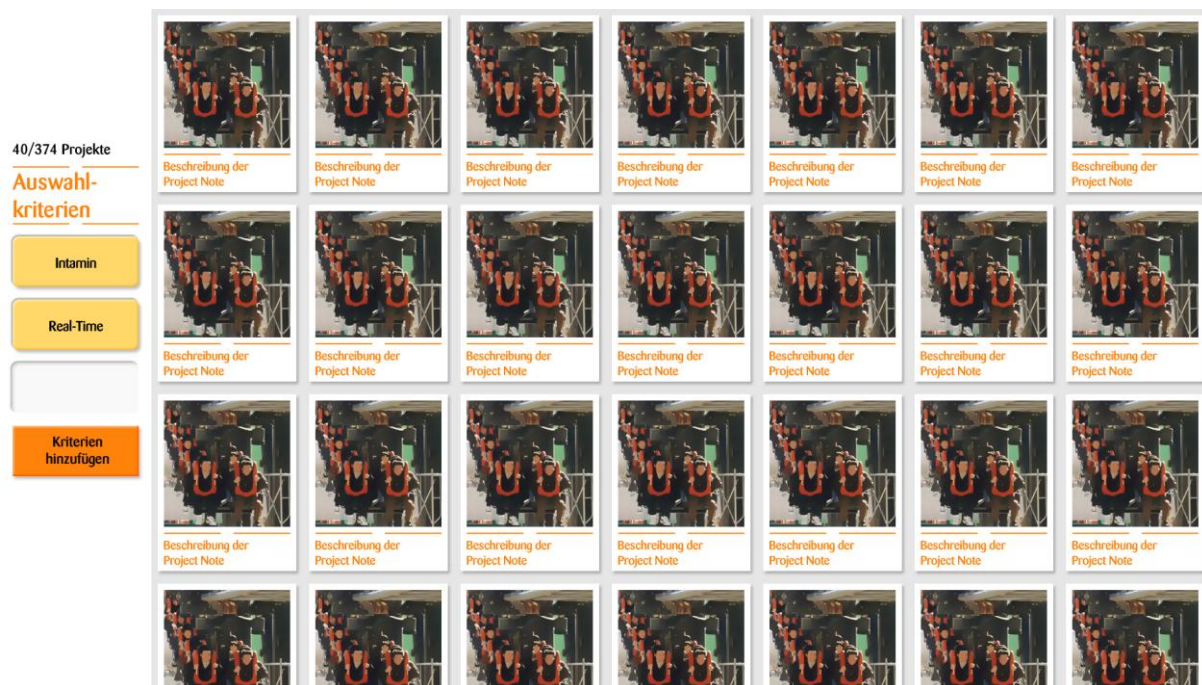 40/374 Projekte
Auswahl-
kriterien
Intamin
Real-Time
Kriterien
hinzufügen
Beschreibung der
Project Note
Beschreibung der
Project Note
Beschreibung der
Project Note
Beschreibung der
Project Note
Beschreibung der
Project Note
Beschreibung der
Project Note
Beschreibung der
Project Note
Beschreibung der
Project Note
Beschreibung der
Project Note
Beschreibung der
Project Note
Beschreibung der
Project Note
Beschreibung der
Project Note
Beschreibung der
Project Note
Beschreibung der
Project Note
Beschreibung der
Project Note
Beschreibung der
Project Note
Beschreibung der
Project Note
Beschreibung der
Project Note
Beschreibung der
Project Note
Beschreibung der
Project Note
Beschreibung der
Project Note